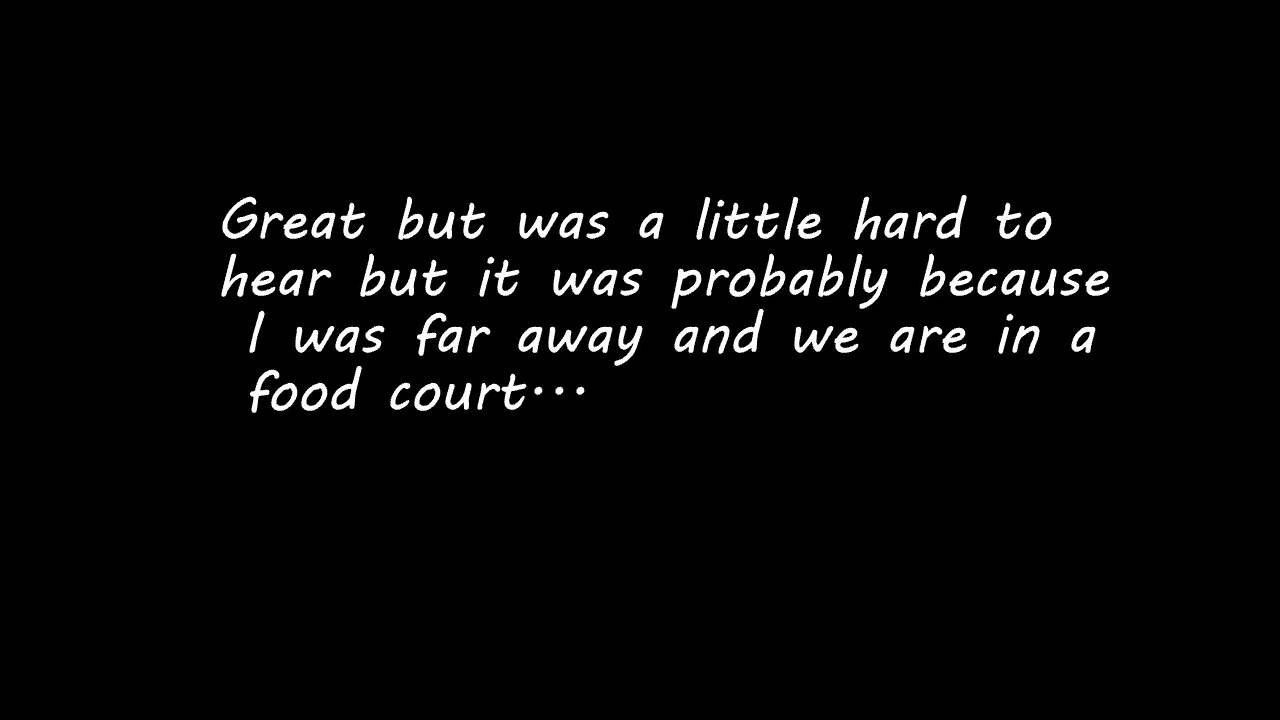 Great but was a little hard to
hear but it was probably because
I was far away and we are in a
food court...